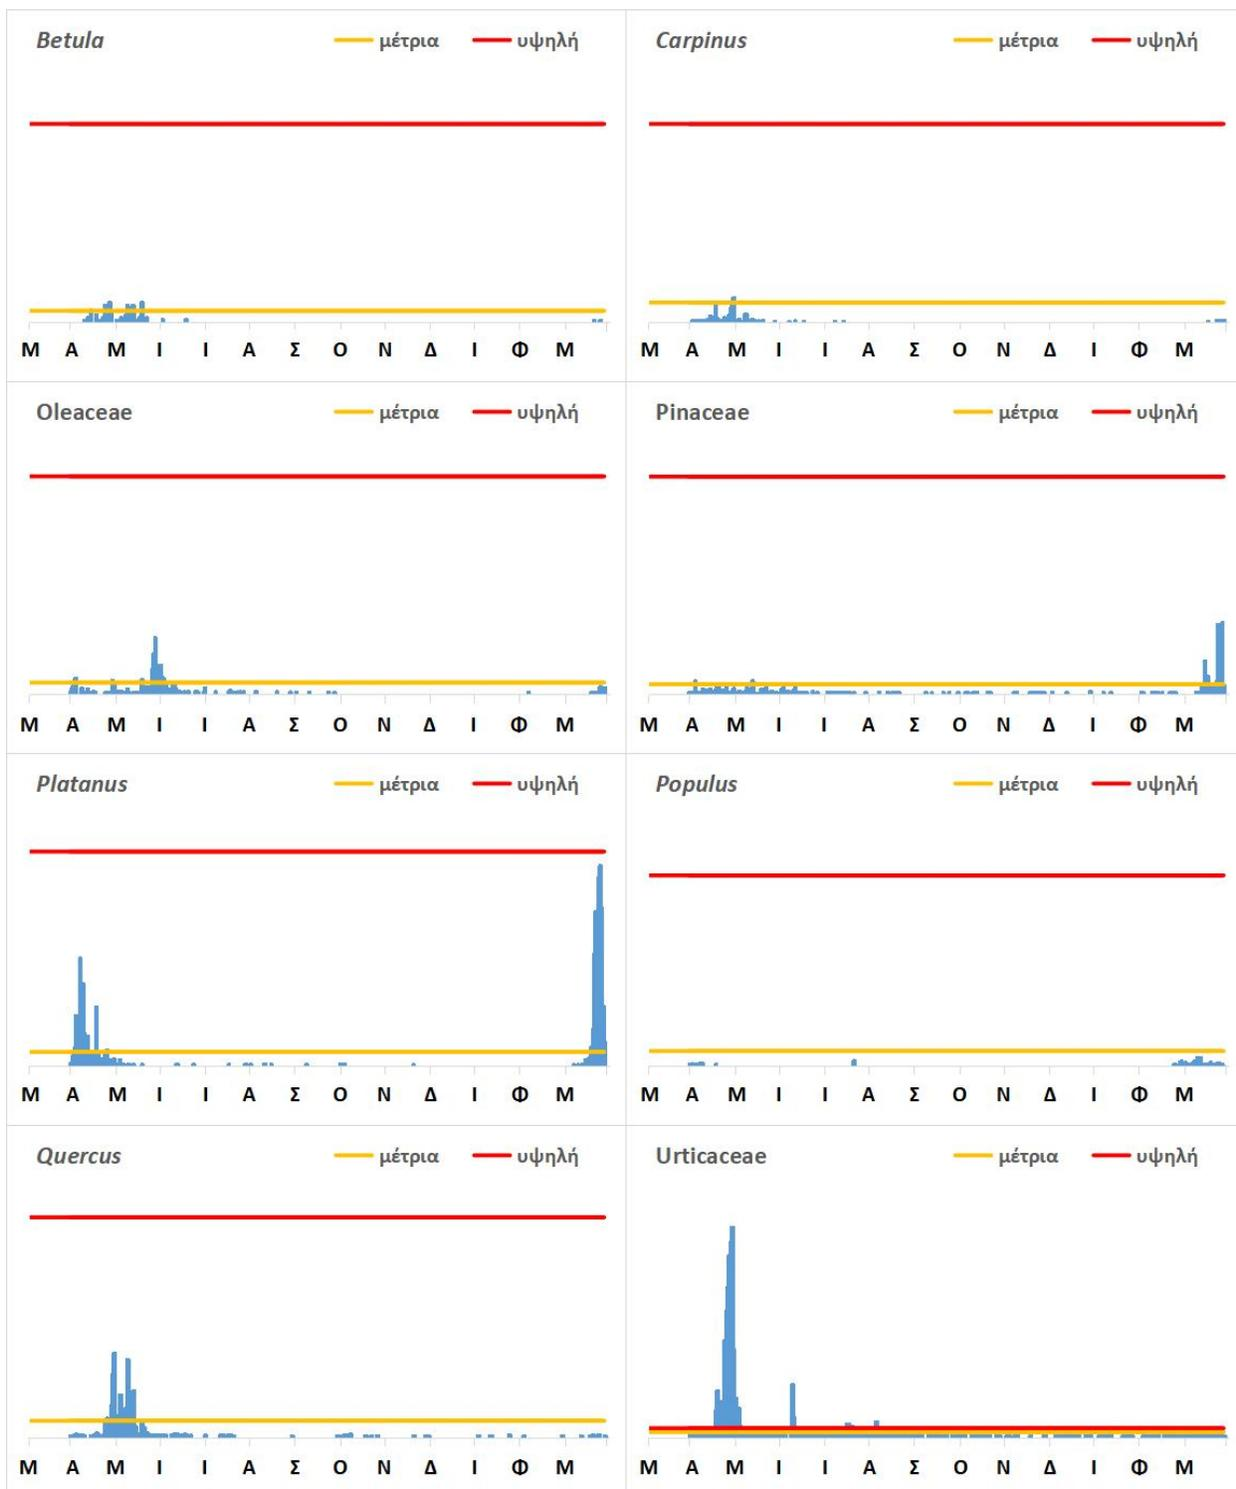 Betula μέτρια υψηλή
Μ Α Μ Ι Ι Α Σ Ο Ν Δ Ι Φ Μ
Carpinus μέτρια υψηλή
Μ Α Μ Ι Ι Α Σ Ο Ν Δ Ι Φ Μ
Oleaceae μέτρια υψηλή
Μ Α Μ Ι Ι Α Σ Ο Ν Δ Ι Φ Μ
Pinaceae μέτρια υψηλή
Μ Α Μ Ι Ι Α Σ Ο Ν Δ Ι Φ Μ
Platanus μέτρια υψηλή
Μ Α Μ Ι Ι Α Σ Ο Ν Δ Ι Φ Μ
Populus μέτρια υψηλή
Μ Α Μ Ι Ι Α Σ Ο Ν Δ Ι Φ Μ
Quercus μέτρια υψηλή
Μ Α Μ Ι Ι Α Σ Ο Ν Δ Ι Φ Μ
Urticaceae μέτρια υψηλή
Μ Α Μ Ι Ι Α Σ Ο Ν Δ Ι Φ Μ